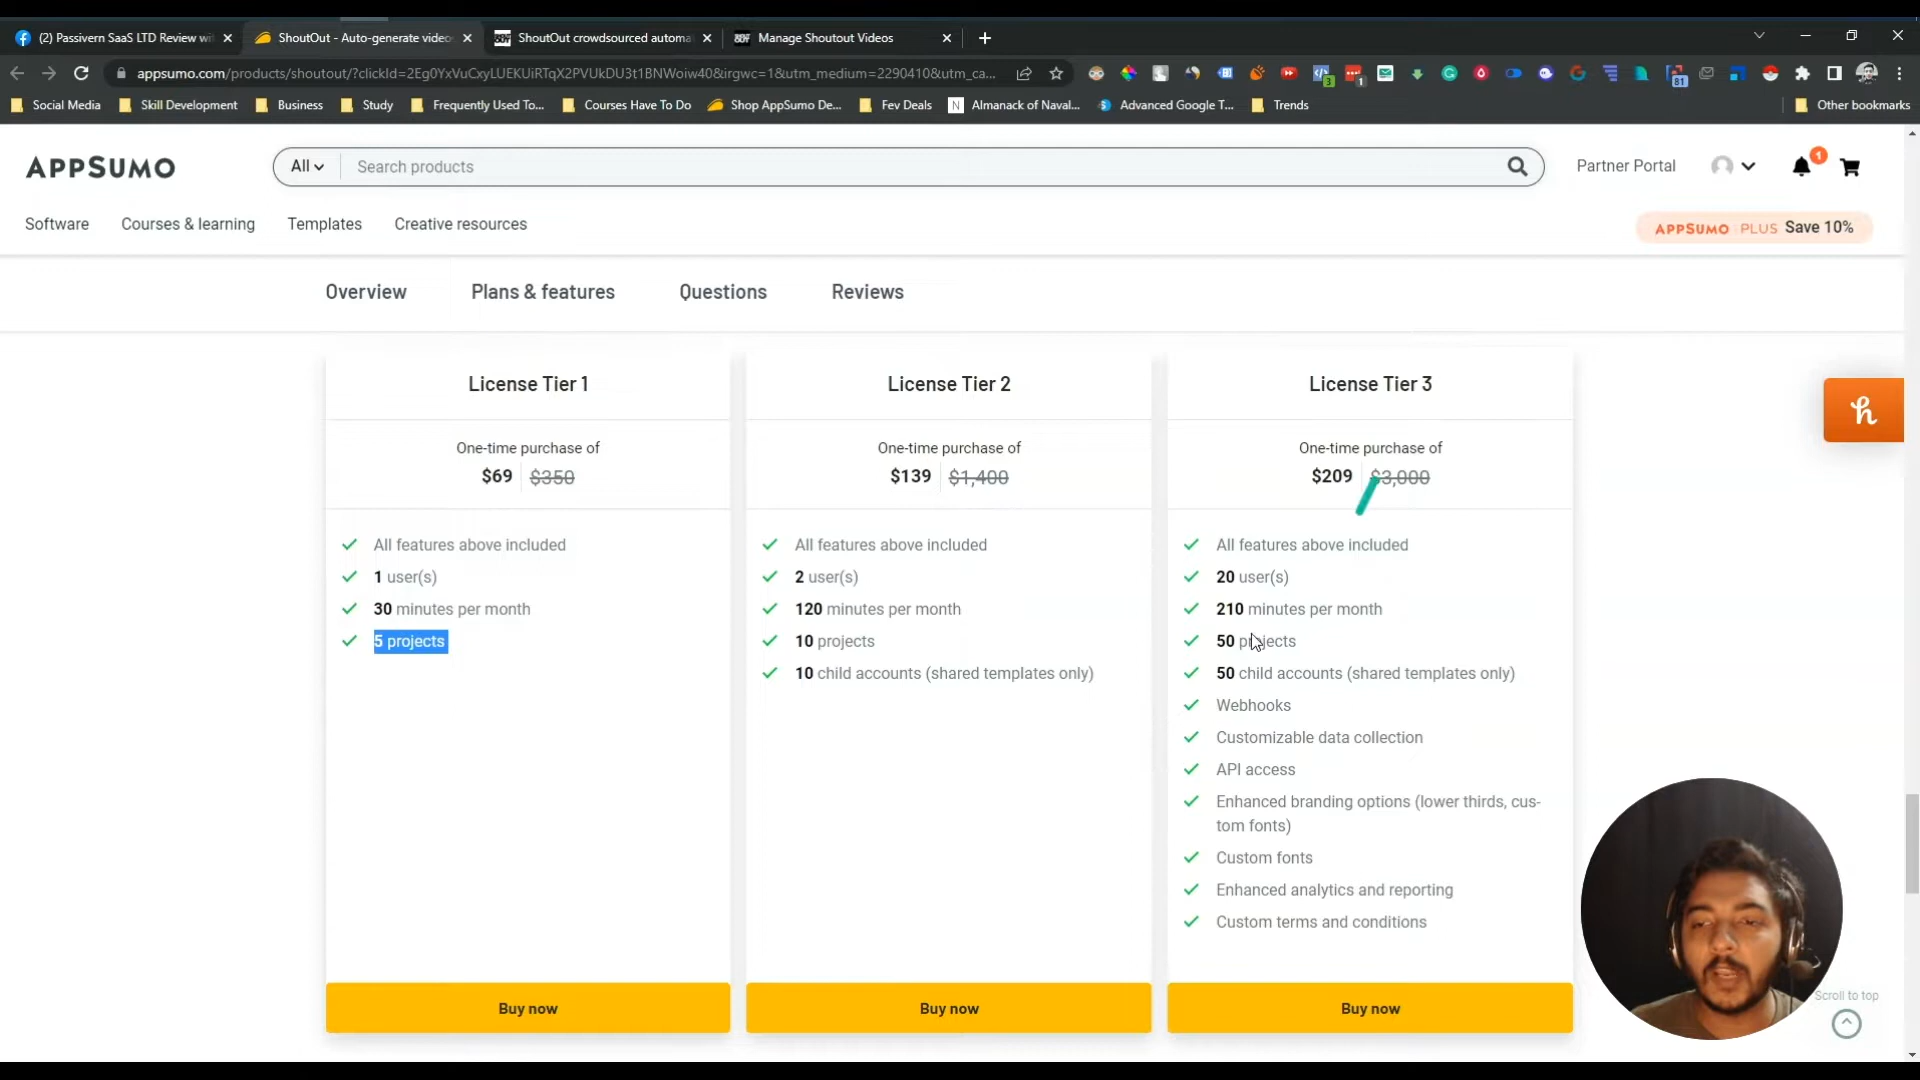 (2) Passivern SaaS LTD Review wi
ShoutOut - Auto-generate video
ShoutOut crowdsourced automa
Manage Shoutout Videos
appsumo.com/products/shoutout/?clickId=2Eg0YxVuCxyLUEKUiRTqX2PVUkDU3t1BNWoiw40&irgwc=1&utm_medium=2290410&utm_ca...
3
1
81
Social Media
Skill Development
Business
Study
Frequently Used To...
Courses Have To Do
Shop AppSumo De...
Fev Deals
N Almanack of Naval...
Advanced Google T...
Trends
Other bookmarks
APPSUMO
All
Search products
Partner Portal
1
Software
Courses & learning
Templates
Creative resources
APPSUMO PLUS Save 10%
Overview
Plans & features
Questions
Reviews
License Tier 1
One-time purchase of
$69 $350
All features above included
1 user(s)
30 minutes per month
5 projects
Buy now
License Tier 2
One-time purchase of
$139 $1,400
All features above included
2 user(s)
120 minutes per month
10 projects
10 child accounts (shared templates only)
Buy now
License Tier 3
One-time purchase of
$209 $3,000
All features above included
20 user(s)
210 minutes per month
50 projects
50 child accounts (shared templates only)
Webhooks
Customizable data collection
API access
Enhanced branding options (lower thirds, cus-
tom fonts)
Custom fonts
Enhanced analytics and reporting
Custom terms and conditions
Buy now
h
Scroll to top